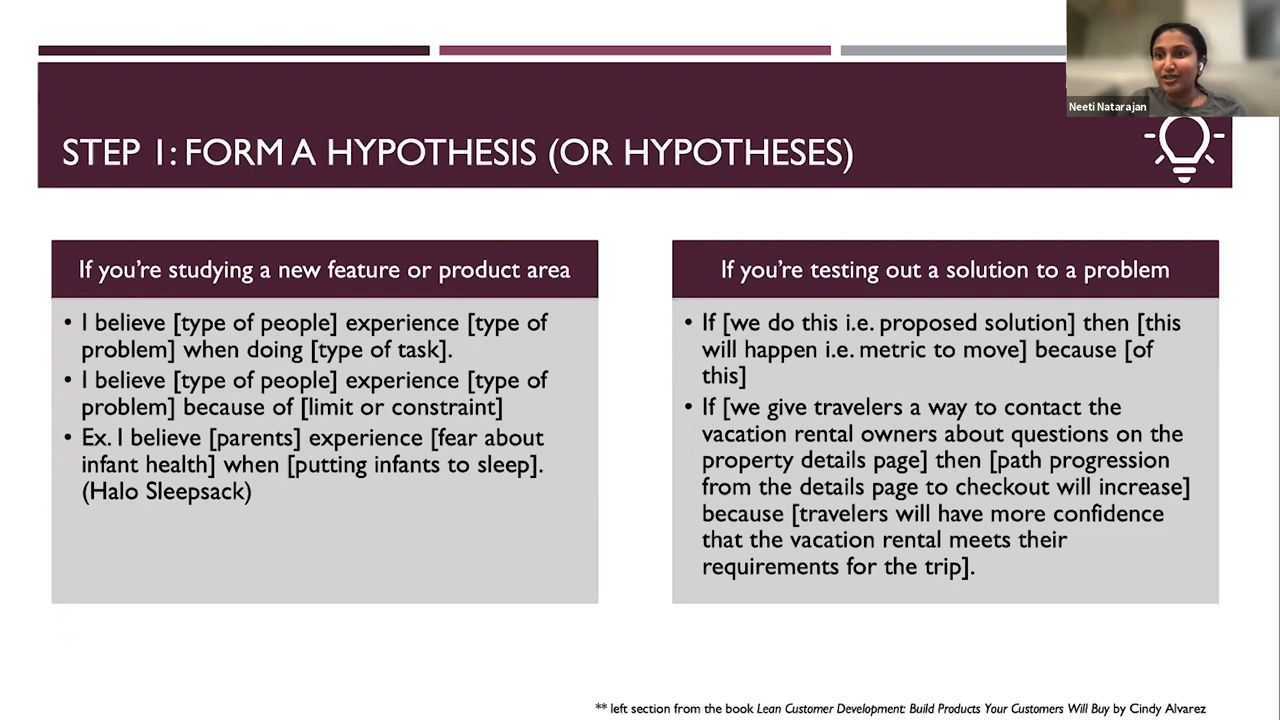 Neeti Natarajan
STEP 1: FORM A HYPOTHESIS (OR HYPOTHESES)
If you're studying a new feature or product area
• I believe [type of people] experience [type of
problem] when doing [type of task].
• I believe [type of people] experience [type of
problem] because of [limit or constraint]
• Ex. I believe [parents] experience [fear about
infant health] when [putting infants to sleep].
(Halo Sleepsack)
If you're testing out a solution to a problem
• If [we do this i.e. proposed solution] then [this
will happen i.e. metric to move] because [of
this]
• If [we give travelers a way to contact the
vacation rental owners about questions on the
property details page] then [path progression
from the details page to checkout will increase]
because [travelers will have more confidence
that the vacation rental meets their
requirements for the trip].
** left section from the book Lean Customer Development: Build Products Your Customers Will Buy by Cindy Alvarez